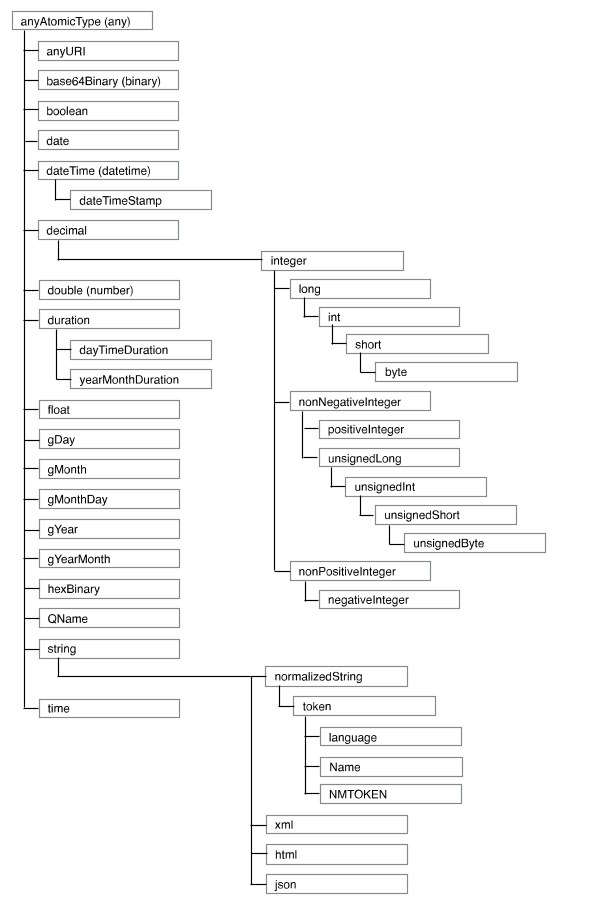 anyAtomicType (any)
anyURI
base64Binary (binary)
boolean
date
dateTime (datetime)
dateTimeStamp
decimal
integer
long
int
short
byte
nonNegativeInteger
positiveInteger
unsignedLong
unsignedInt
unsignedShort
unsignedByte
nonPositiveInteger
negativeInteger
double (number)
duration
dayTimeDuration
yearMonthDuration
float
gDay
gMonth
gMonthDay
gYear
gYearMonth
hexBinary
QName
string
normalizedString
token
language
Name
NMTOKEN
xml
html
json
time